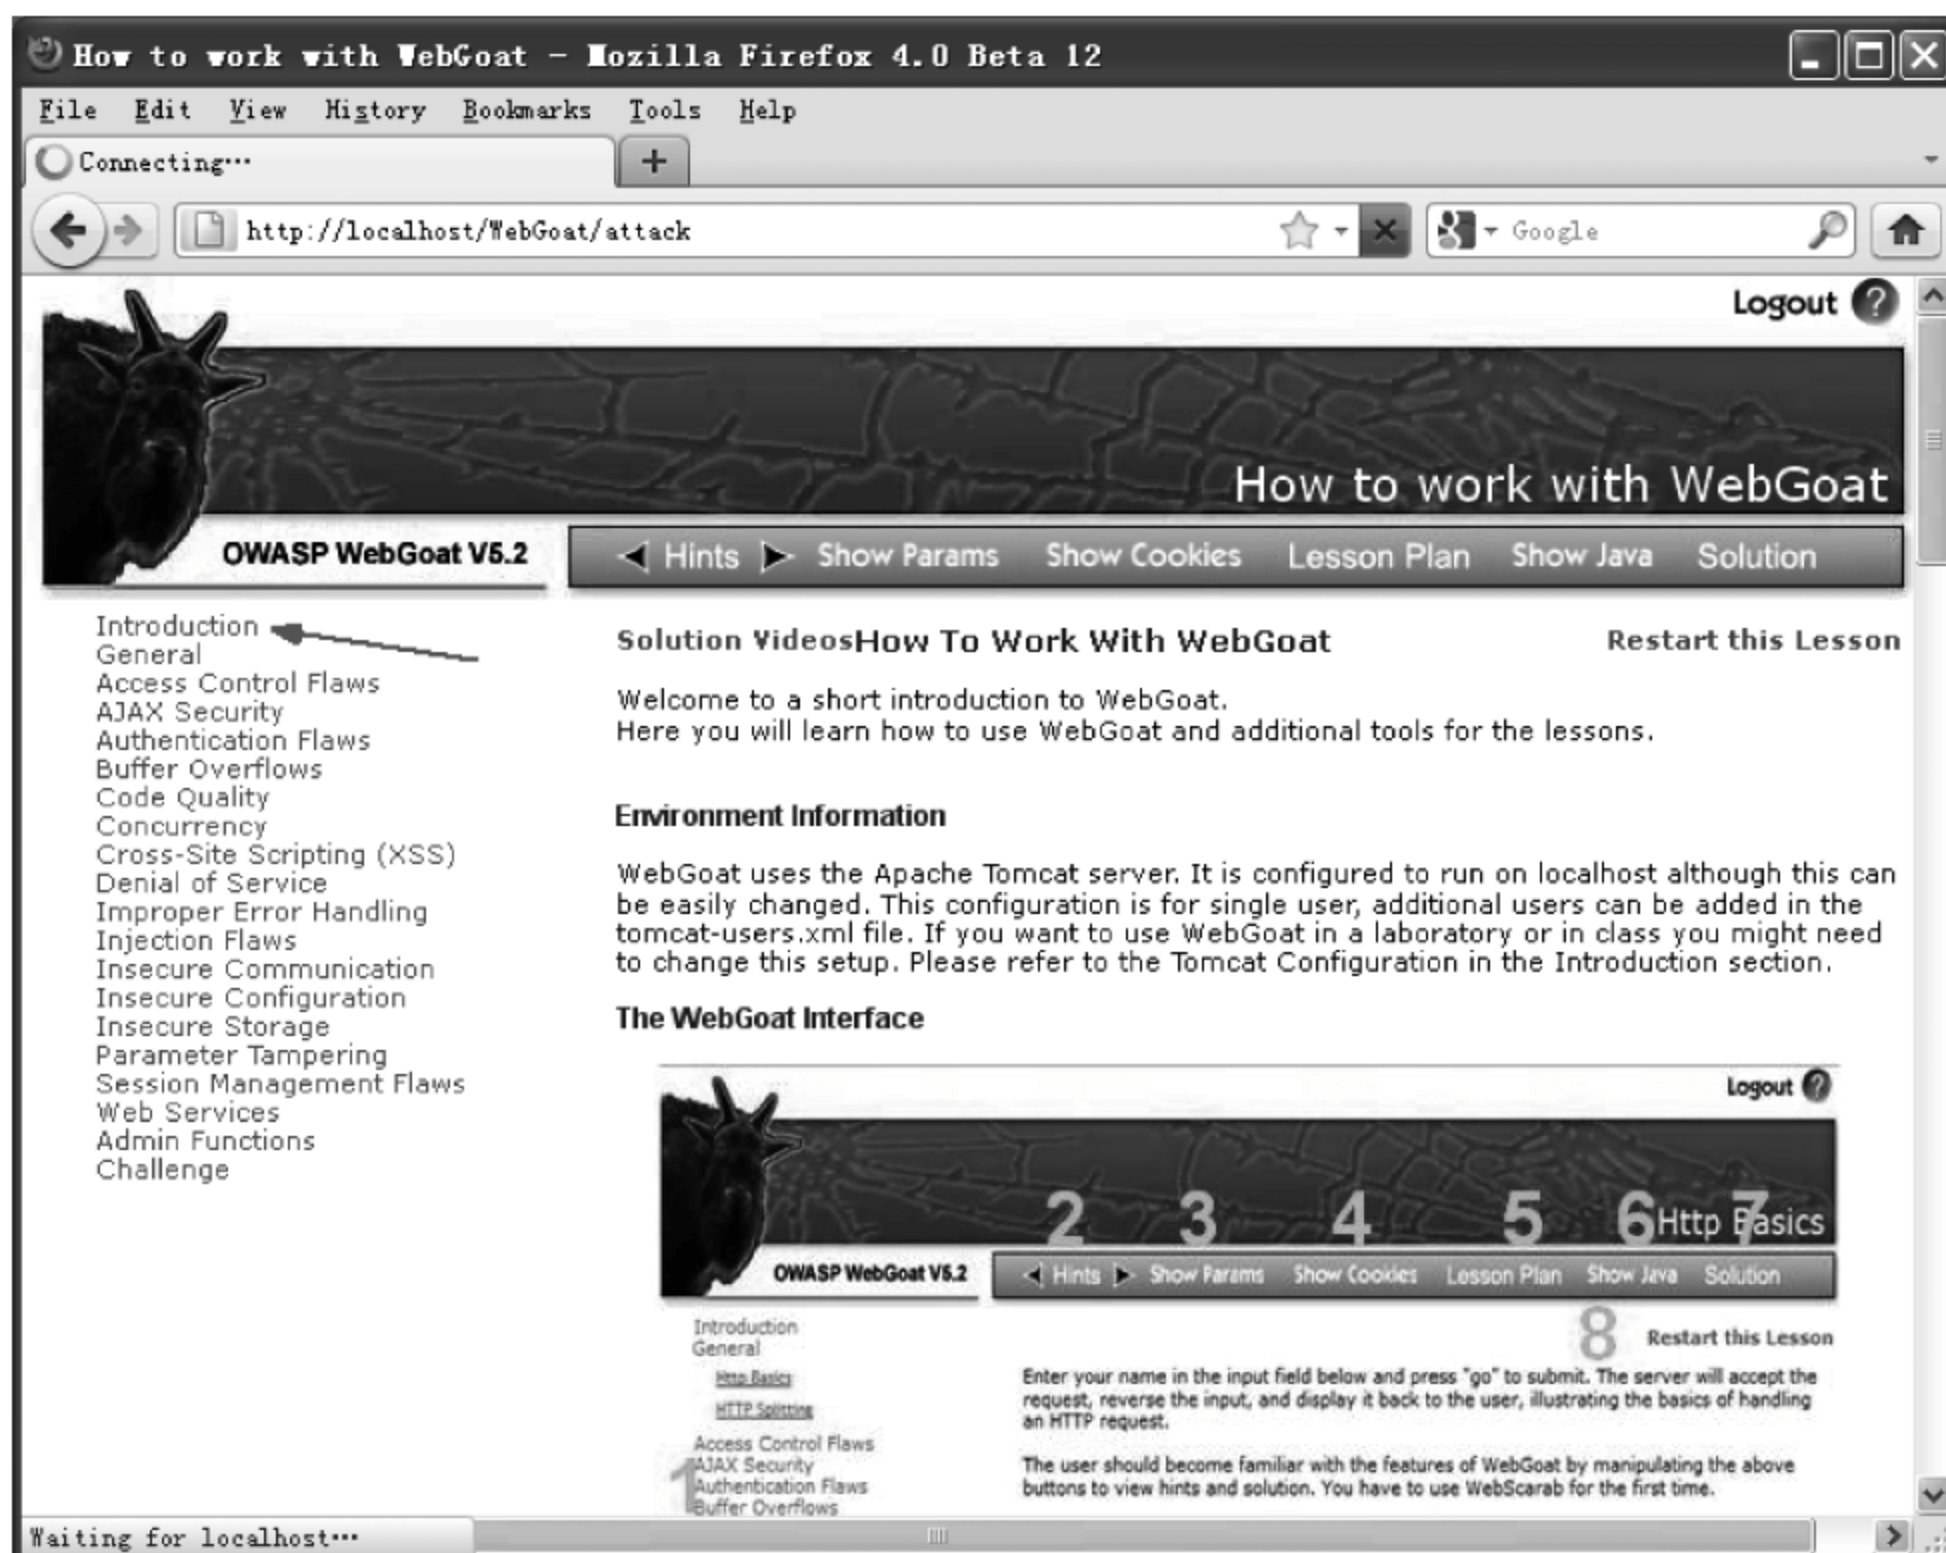 How to work with WebGoat - Mozilla Firefox 4.0 Beta 12
File Edit View History Bookmarks Tools Help
Connecting…
http://localhost/WebGoat/attack
Google
Logout ?
How to work with WebGoat
OWASP WebGoat V5.2
Hints Show Params Show Cookies Lesson Plan Show Java Solution
Introduction
General
Access Control Flaws
AJAX Security
Authentication Flaws
Buffer Overflows
Code Quality
Concurrency
Cross-Site Scripting (XSS)
Denial of Service
Improper Error Handling
Injection Flaws
Insecure Communication
Insecure Configuration
Insecure Storage
Parameter Tampering
Session Management Flaws
Web Services
Admin Functions
Challenge
Solution Videos How To Work With WebGoat
Restart this Lesson
Welcome to a short introduction to WebGoat.
Here you will learn how to use WebGoat and additional tools for the lessons.
Environment Information
WebGoat uses the Apache Tomcat server. It is configured to run on localhost although this can
be easily changed. This configuration is for single user, additional users can be added in the
tomcat-users.xml file. If you want to use WebGoat in a laboratory or in class you might need
to change this setup. Please refer to the Tomcat Configuration in the Introduction section.
The WebGoat Interface
Logout ?
2 3 4 5 6 7
Http Basics
OWASP WebGoat V5.2
Hints Show Params Show Cookies Lesson Plan Show Java Solution
8 Restart this Lesson
Introduction
General
Http Basics
HTTP Splitting
Access Control Flaws
1
AJAX Security
Authentication Flaws
Buffer Overflows
Enter your name in the input field below and press "go" to submit. The server will accept the
request, reverse the input, and display it back to the user, illustrating the basics of handling
an HTTP request.
The user should become familiar with the features of WebGoat by manipulating the above
buttons to view hints and solution. You have to use WebScarab for the first time.
Waiting for localhost…